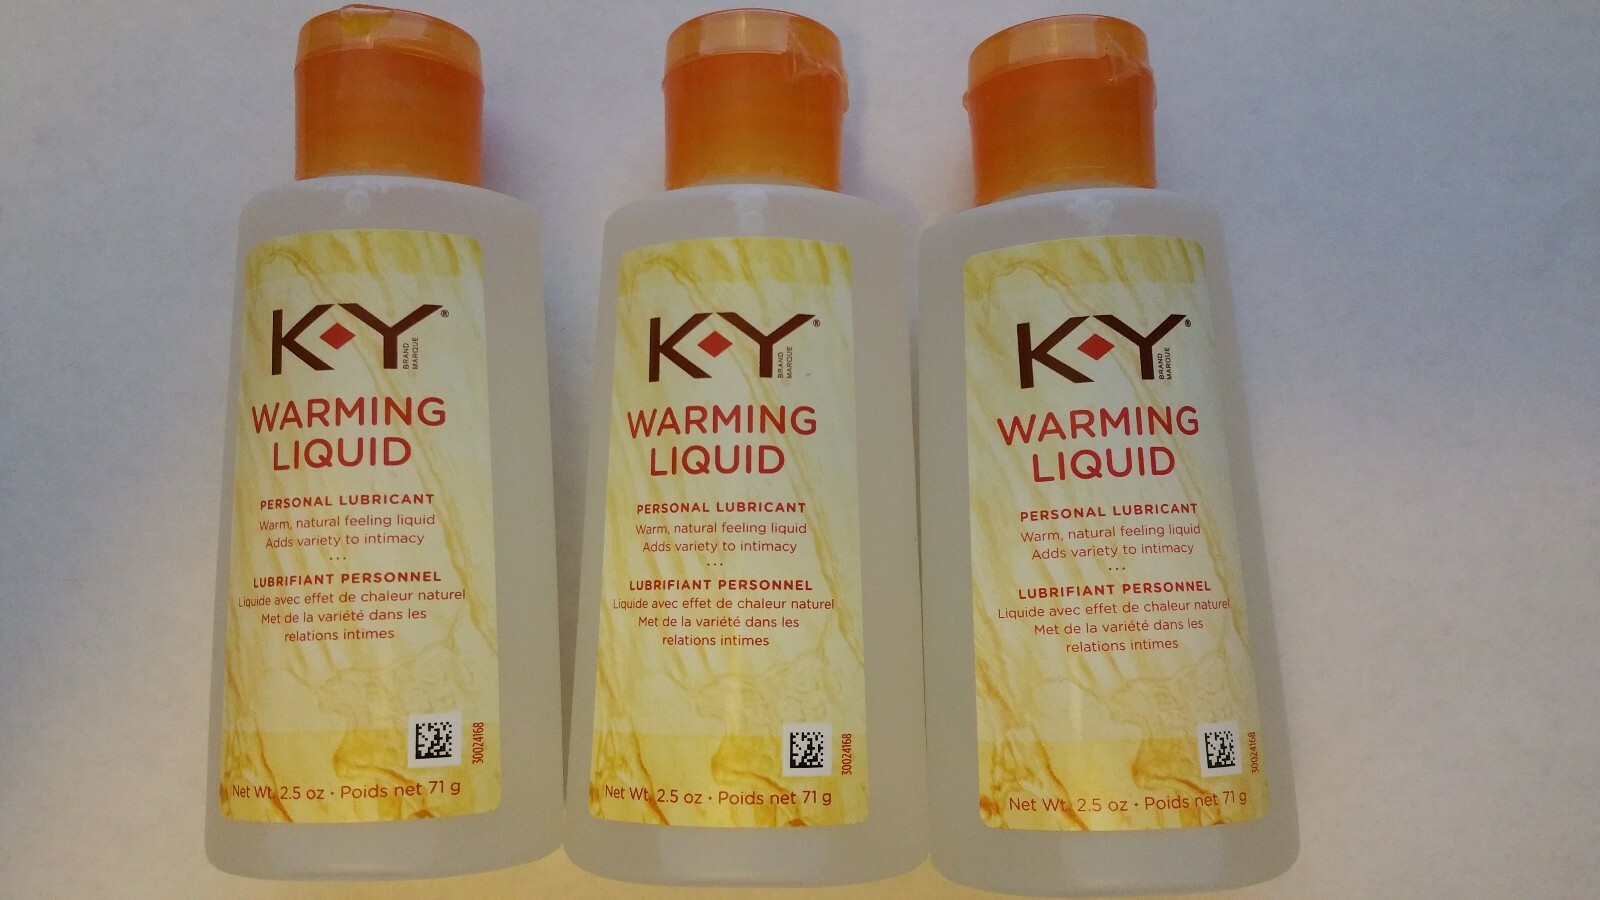 K-Y®
BRAND
MARQUE
WARMING
LIQUID
PERSONAL LUBRICANT
Warm, natural feeling liquid
Adds variety to intimacy
...
LUBRIFIANT PERSONNEL
Liquide avec effet de chaleur naturel
Met de la variété dans les
relations intimes
30024168
Net Wt. 2.5 oz · Poids net 71 g
K-Y®
BRAND
MARQUE
WARMING
LIQUID
PERSONAL LUBRICANT
Warm, natural feeling liquid
Adds variety to intimacy
...
LUBRIFIANT PERSONNEL
Liquide avec effet de chaleur naturel
Met de la variété dans les
relations intimes
30024168
Net Wt. 2.5 oz · Poids net 71 g
K-Y®
BRAND
MARQUE
WARMING
LIQUID
PERSONAL LUBRICANT
Warm, natural feeling liquid
Adds variety to intimacy
...
LUBRIFIANT PERSONNEL
Liquide avec effet de chaleur naturel
Met de la variété dans les
relations intimes
30024168
Net Wt. 2.5 oz · Poids net 71 g